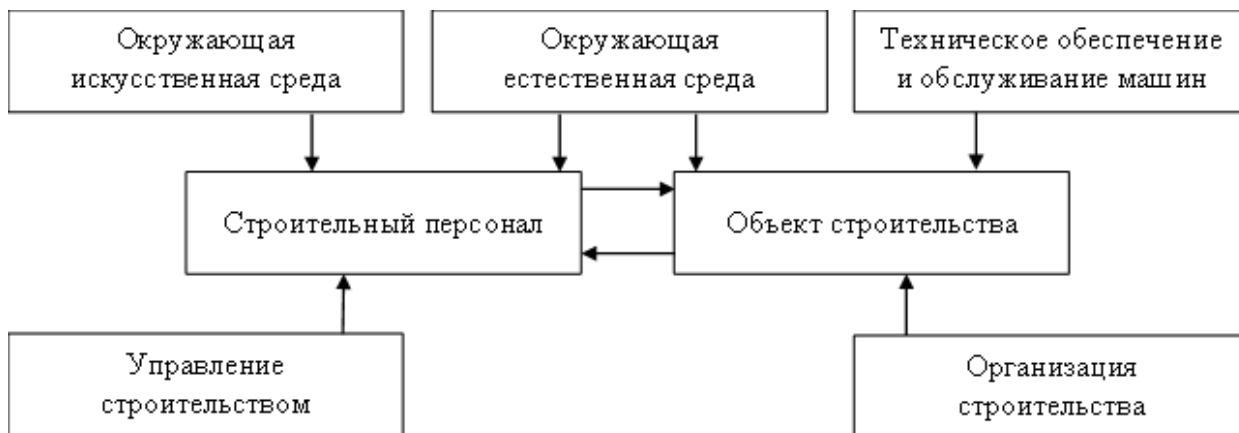 Окружающая
искусственная среда
Окружающая
естественная среда
Техническое обеспечение
и обслуживание машин
Строительный персонал
Объект строительства
Управление
строительством
Организация
строительства